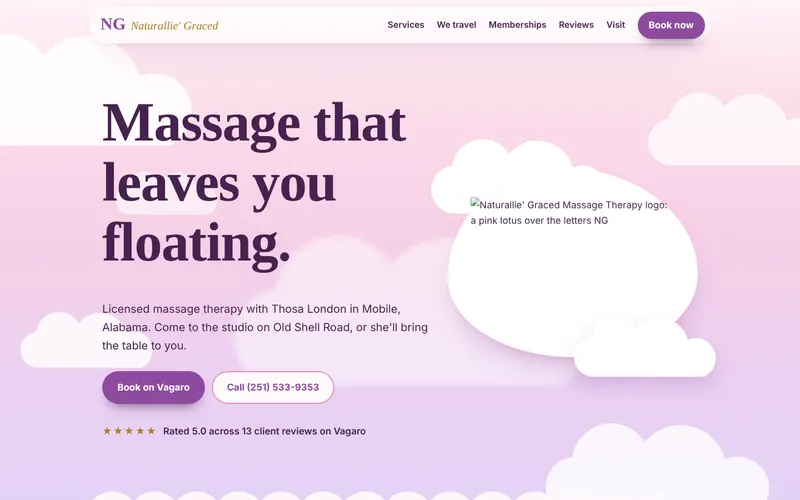 NG Naturallie' Graced
Services We travel Memberships Reviews Visit Book now
Massage that
leaves you
floating.
Naturallie' Graced Massage Therapy logo:
a pink lotus over the letters NG
Licensed massage therapy with Thosa London in Mobile,
Alabama. Come to the studio on Old Shell Road, or she'll bring
the table to you.
Book on Vagaro Call (251) 533-9353
★★★★★ Rated 5.0 across 13 client reviews on Vagaro